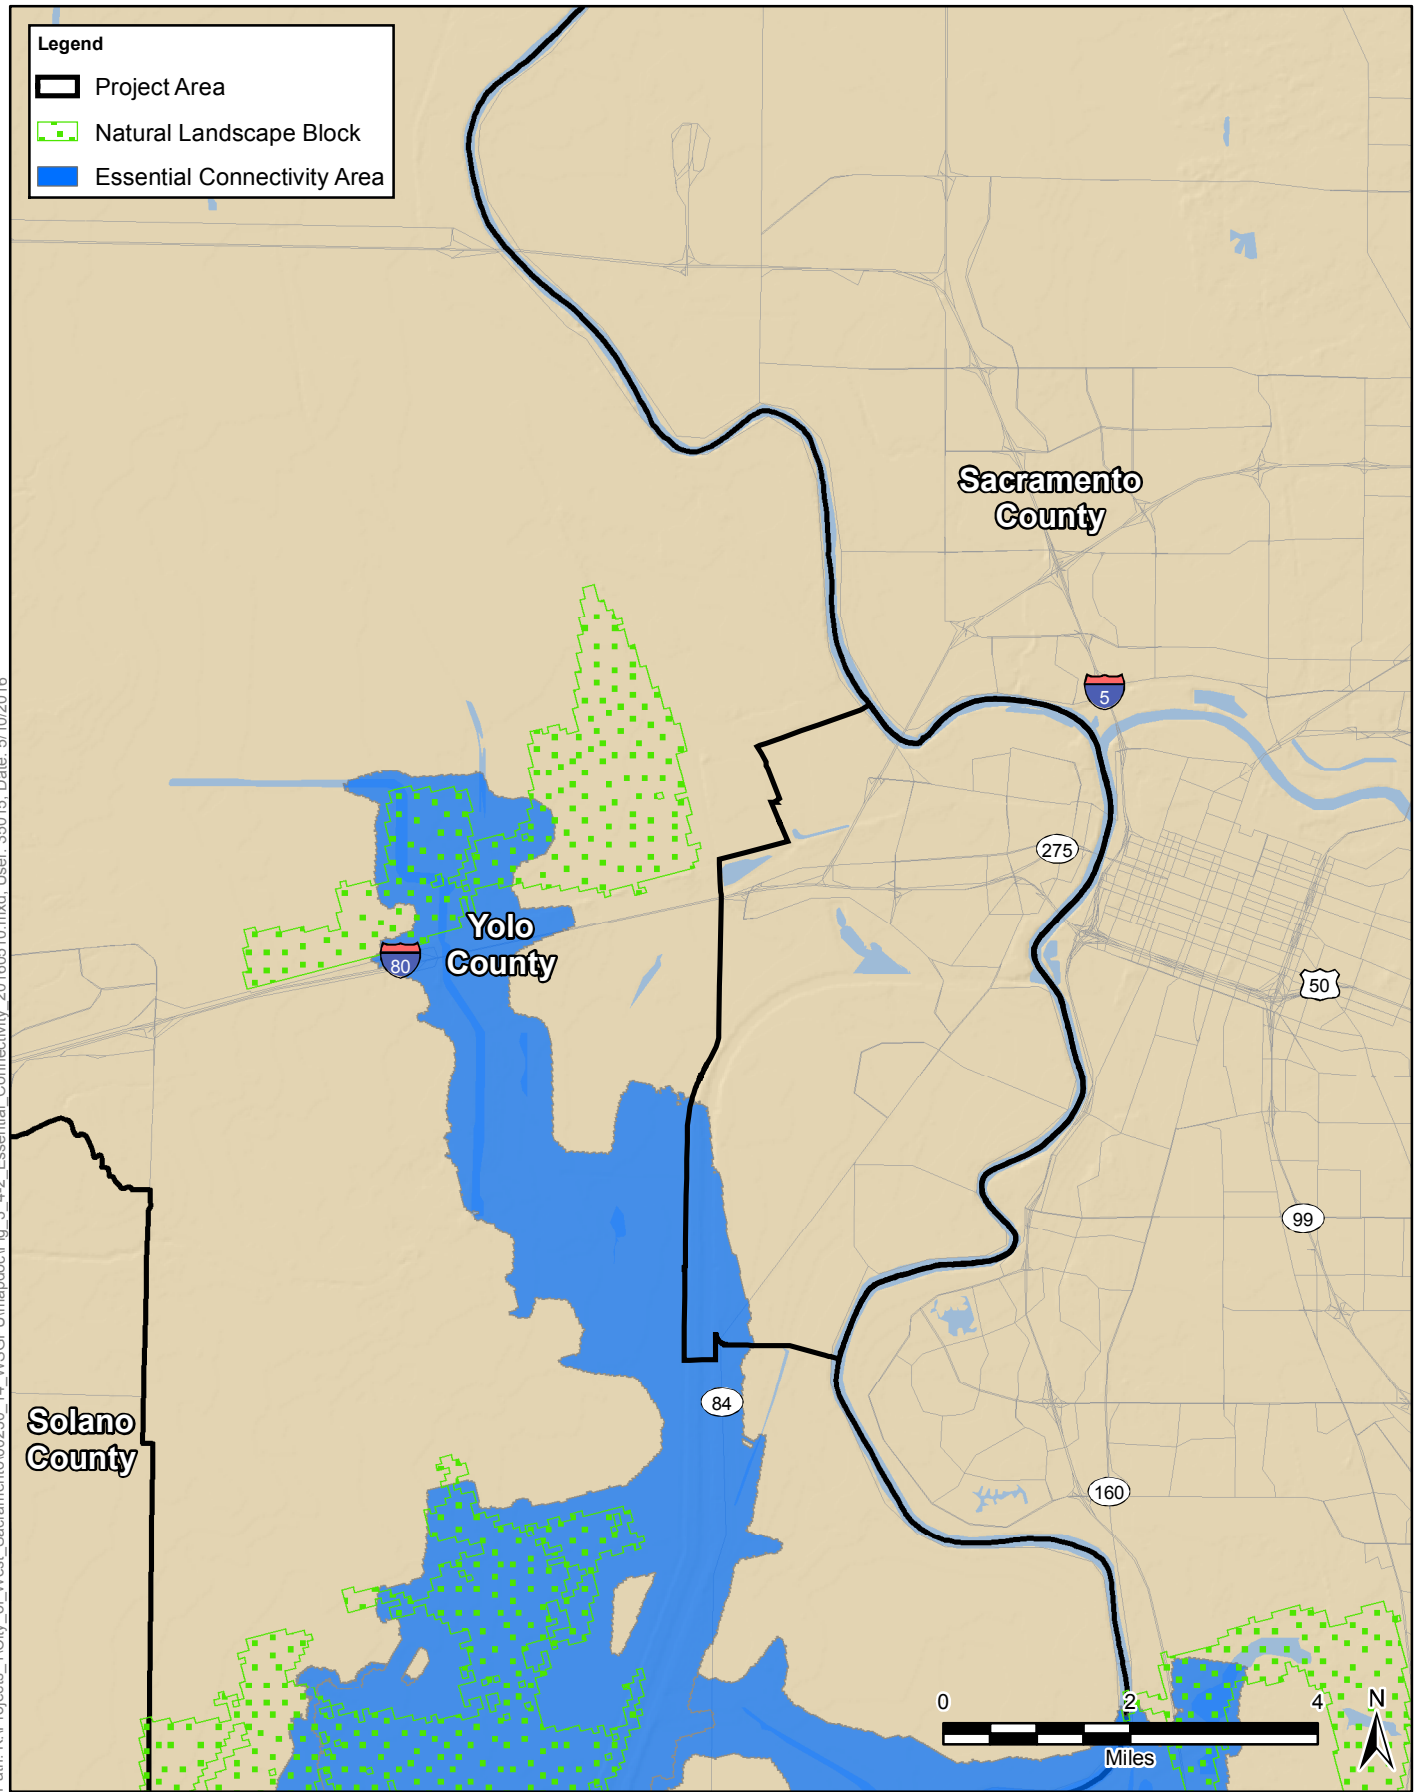 Legend
Project Area
Natural Landscape Block
Essential Connectivity Area
Sacramento
County
5
275
Yolo
County
80
50
99
84
Solano
County
160
0 2 4
Miles
N